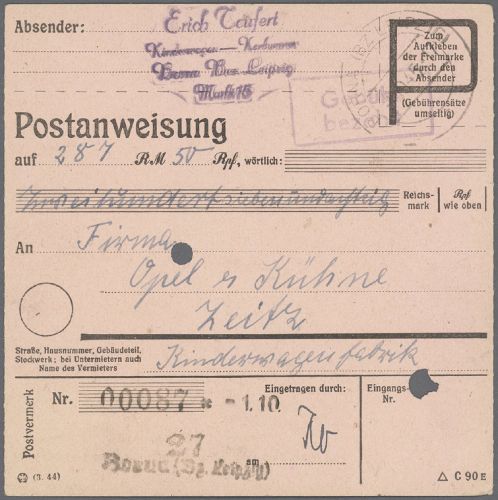 Absender:
Erich Taufert
Kinderwagen — Korbwaren
Borna Bez. Leipzig
Markt 15
Zum
Aufkleben
der Freimarke
durch den
Absender
(Gebührensätze
umseitig)
Gebühr
bezahlt
Postanweisung
auf 287 RM 50 Rpf, wörtlich:
Zweihundertsiebenundachtzig
Reichs-
mark
Rpf
wie oben
An Firma
Opel & Kühne
Zeitz
Kinderwagenfabrik
Straße, Hausnummer, Gebäudeteil,
Stockwerk; bei Untermietern auch
Name des Vermieters
Postvermerk
Nr. 00087 * -1.10.
Eingetragen durch:
Eingangs-
Nr.
27
Borna (Bz. Leipzig)
am
(3. 44)
△ C 90 E